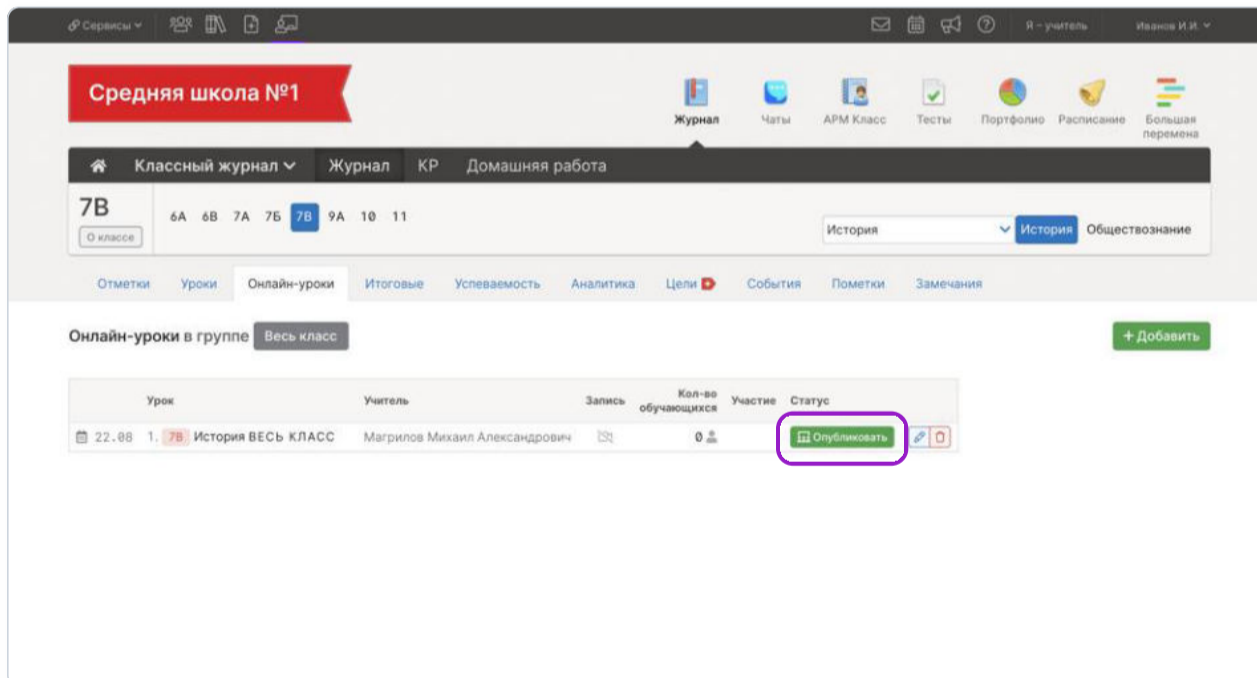 Сервисы
Я – учитель
Иванов И.И.
Средняя школа №1
Журнал
Чаты
АРМ Класс
Тесты
Портфолио
Расписание
Большая
перемена
Классный журнал
Журнал
КР
Домашняя работа
7В
О классе
6А 6В 7А 7Б 7В 9А 10 11
История
История
Обществознание
Отметки
Уроки
Онлайн-уроки
Итоговые
Успеваемость
Аналитика
Цели
События
Пометки
Замечания
Онлайн-уроки в группе Весь класс
+ Добавить
Урок
Учитель
Запись
Кол-во
обучающихся
Участие
Статус
22.08 1. 7В История ВЕСЬ КЛАСС
Магрилов Михаил Александрович
0
Опубликовать